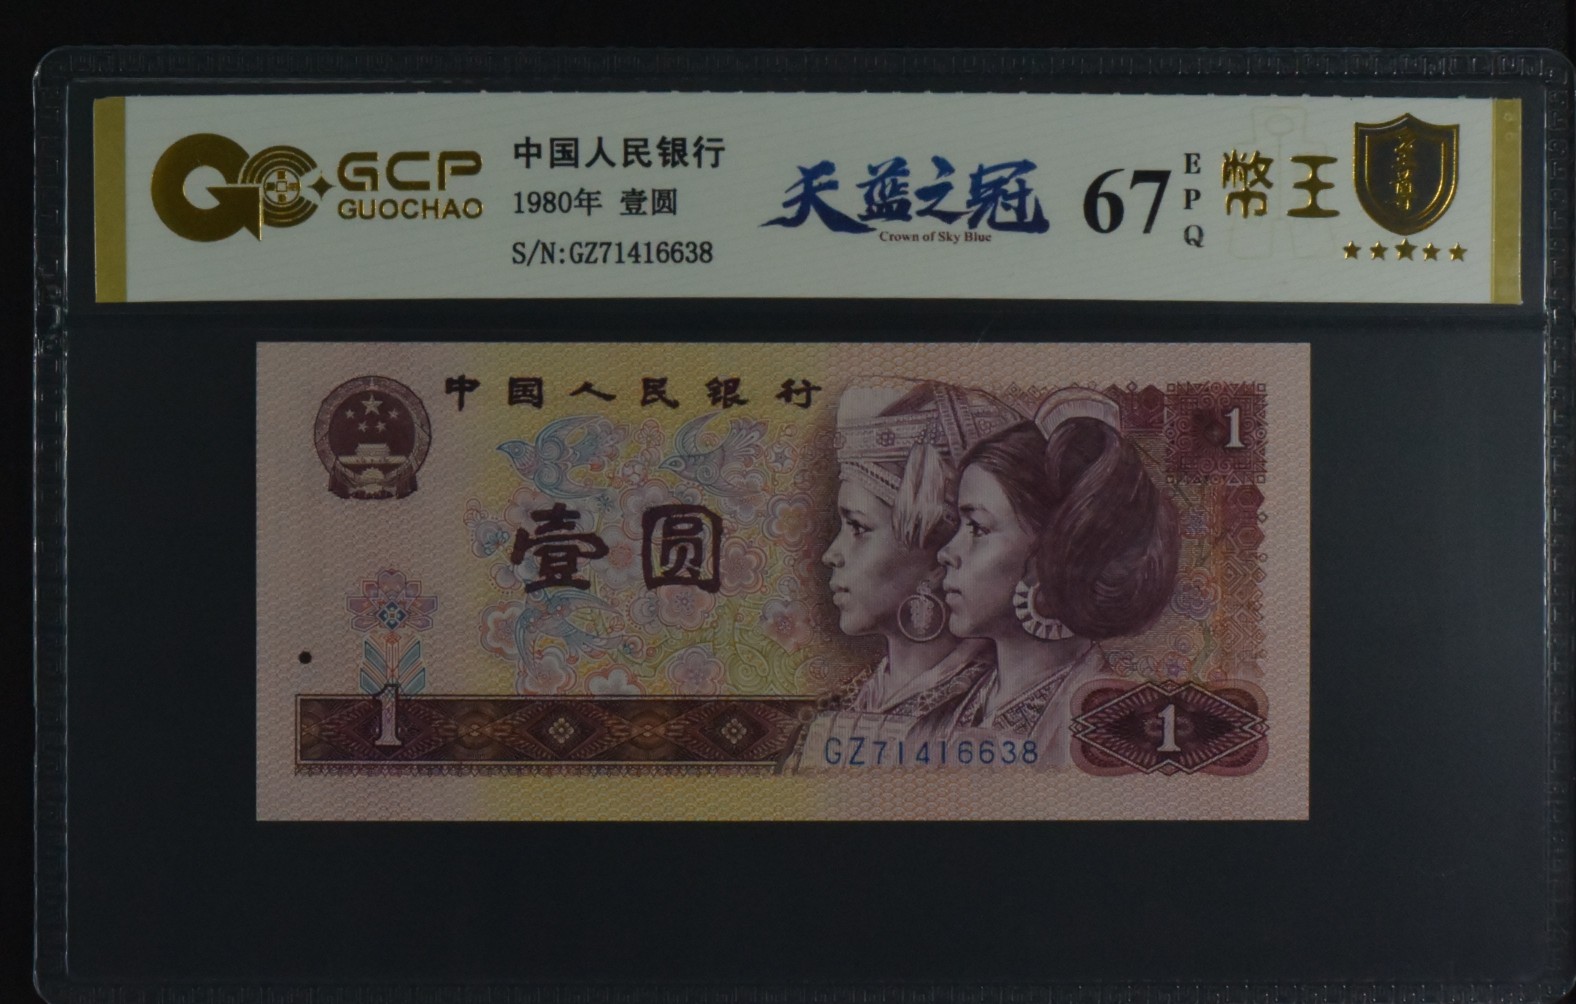 GCP
GUOCHAO
中国人民银行
1980年 壹圆
S/N:GZ71416638
天蓝之冠
Crown of Sky Blue
67
EPQ
幣王
中国人民银行
1
壹圆
1
GZ71416638
1